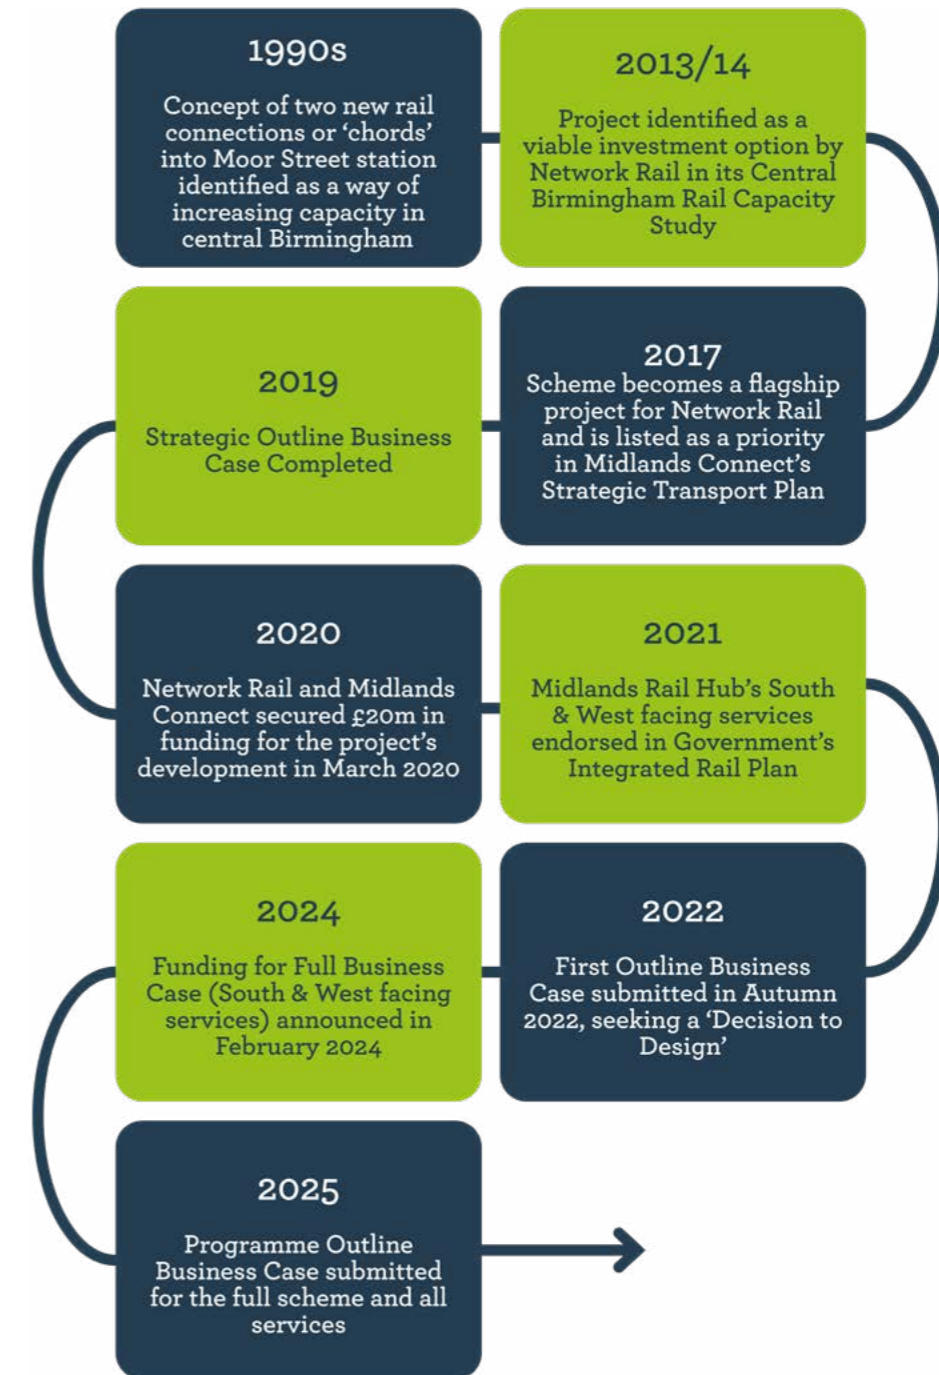 1990s
Concept of two new rail
connections or ‘chords’
into Moor Street station
identified as a way of
increasing capacity in
central Birmingham
2013/14
Project identified as a
viable investment option by
Network Rail in its Central
Birmingham Rail Capacity
Study
2017
Scheme becomes a flagship
project for Network Rail
and is listed as a priority
in Midlands Connect’s
Strategic Transport Plan
2019
Strategic Outline Business
Case Completed
2020
Network Rail and Midlands
Connect secured £20m in
funding for the project’s
development in March 2020
2021
Midlands Rail Hub’s South
& West facing services
endorsed in Government’s
Integrated Rail Plan
2022
First Outline Business
Case submitted in Autumn
2022, seeking a ‘Decision to
Design’
2024
Funding for Full Business
Case (South & West facing
services) announced in
February 2024
2025
Programme Outline
Business Case submitted
for the full scheme and all
services